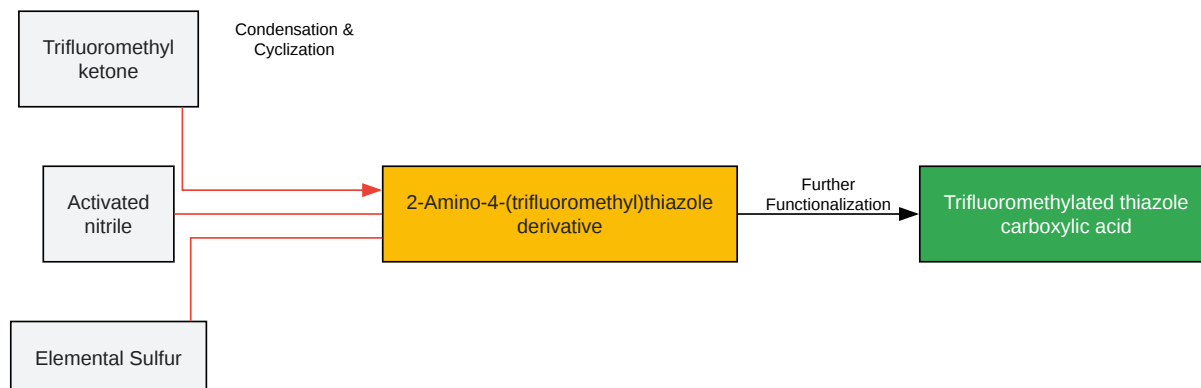 Trifluoromethyl
ketone
Condensation &
Cyclization
Activated
nitrile
2-Amino-4-(trifluoromethyl)thiazole
derivative
Further
Functionalization
Trifluoromethylated thiazole
carboxylic acid
Elemental Sulfur